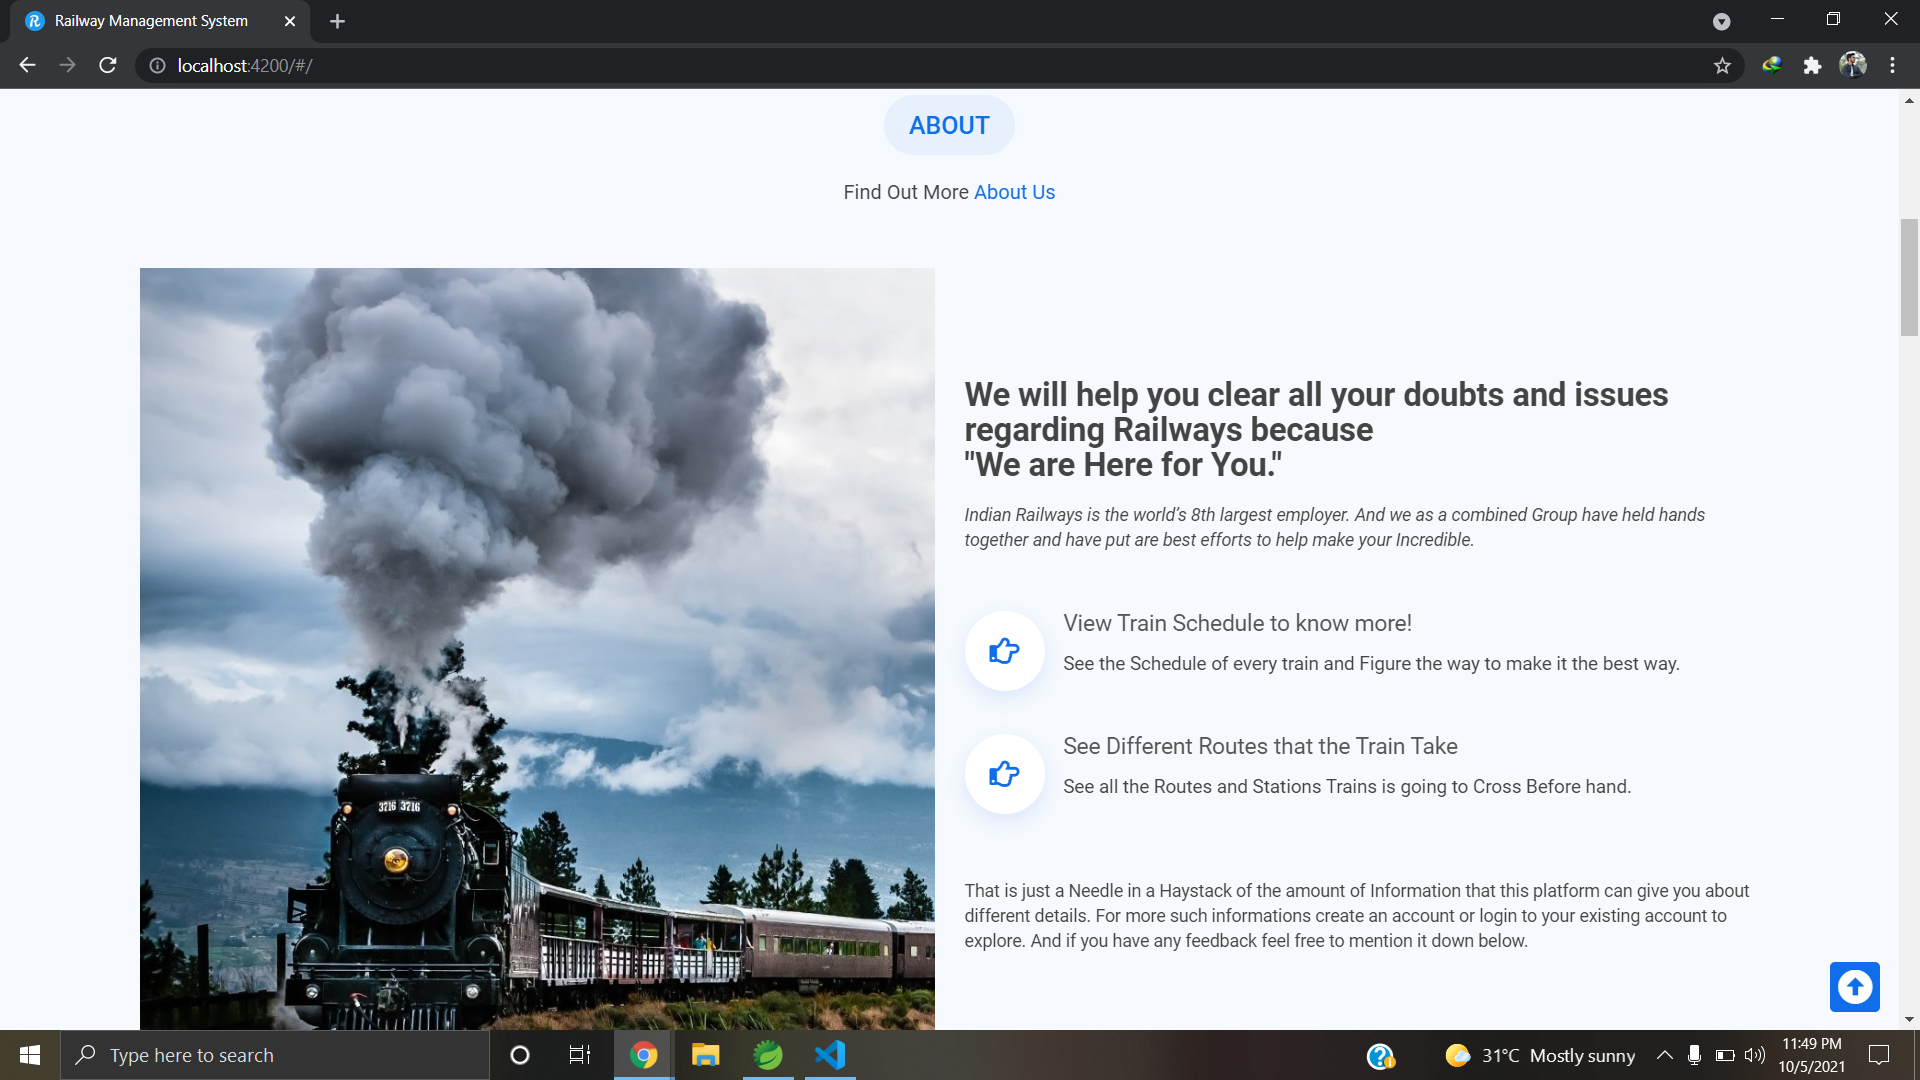 Railway Management System
localhost:4200/#/
ABOUT
Find Out More About Us
We will help you clear all your doubts and issues
regarding Railways because
"We are Here for You."
Indian Railways is the world’s 8th largest employer. And we as a combined Group have held hands
together and have put are best efforts to help make your Incredible.
View Train Schedule to know more!
See the Schedule of every train and Figure the way to make it the best way.
See Different Routes that the Train Take
See all the Routes and Stations Trains is going to Cross Before hand.
3716 3716
That is just a Needle in a Haystack of the amount of Information that this platform can give you about
different details. For more such informations create an account or login to your existing account to
explore. And if you have any feedback feel free to mention it down below.
Type here to search
31°C Mostly sunny
11:49 PM
10/5/2021